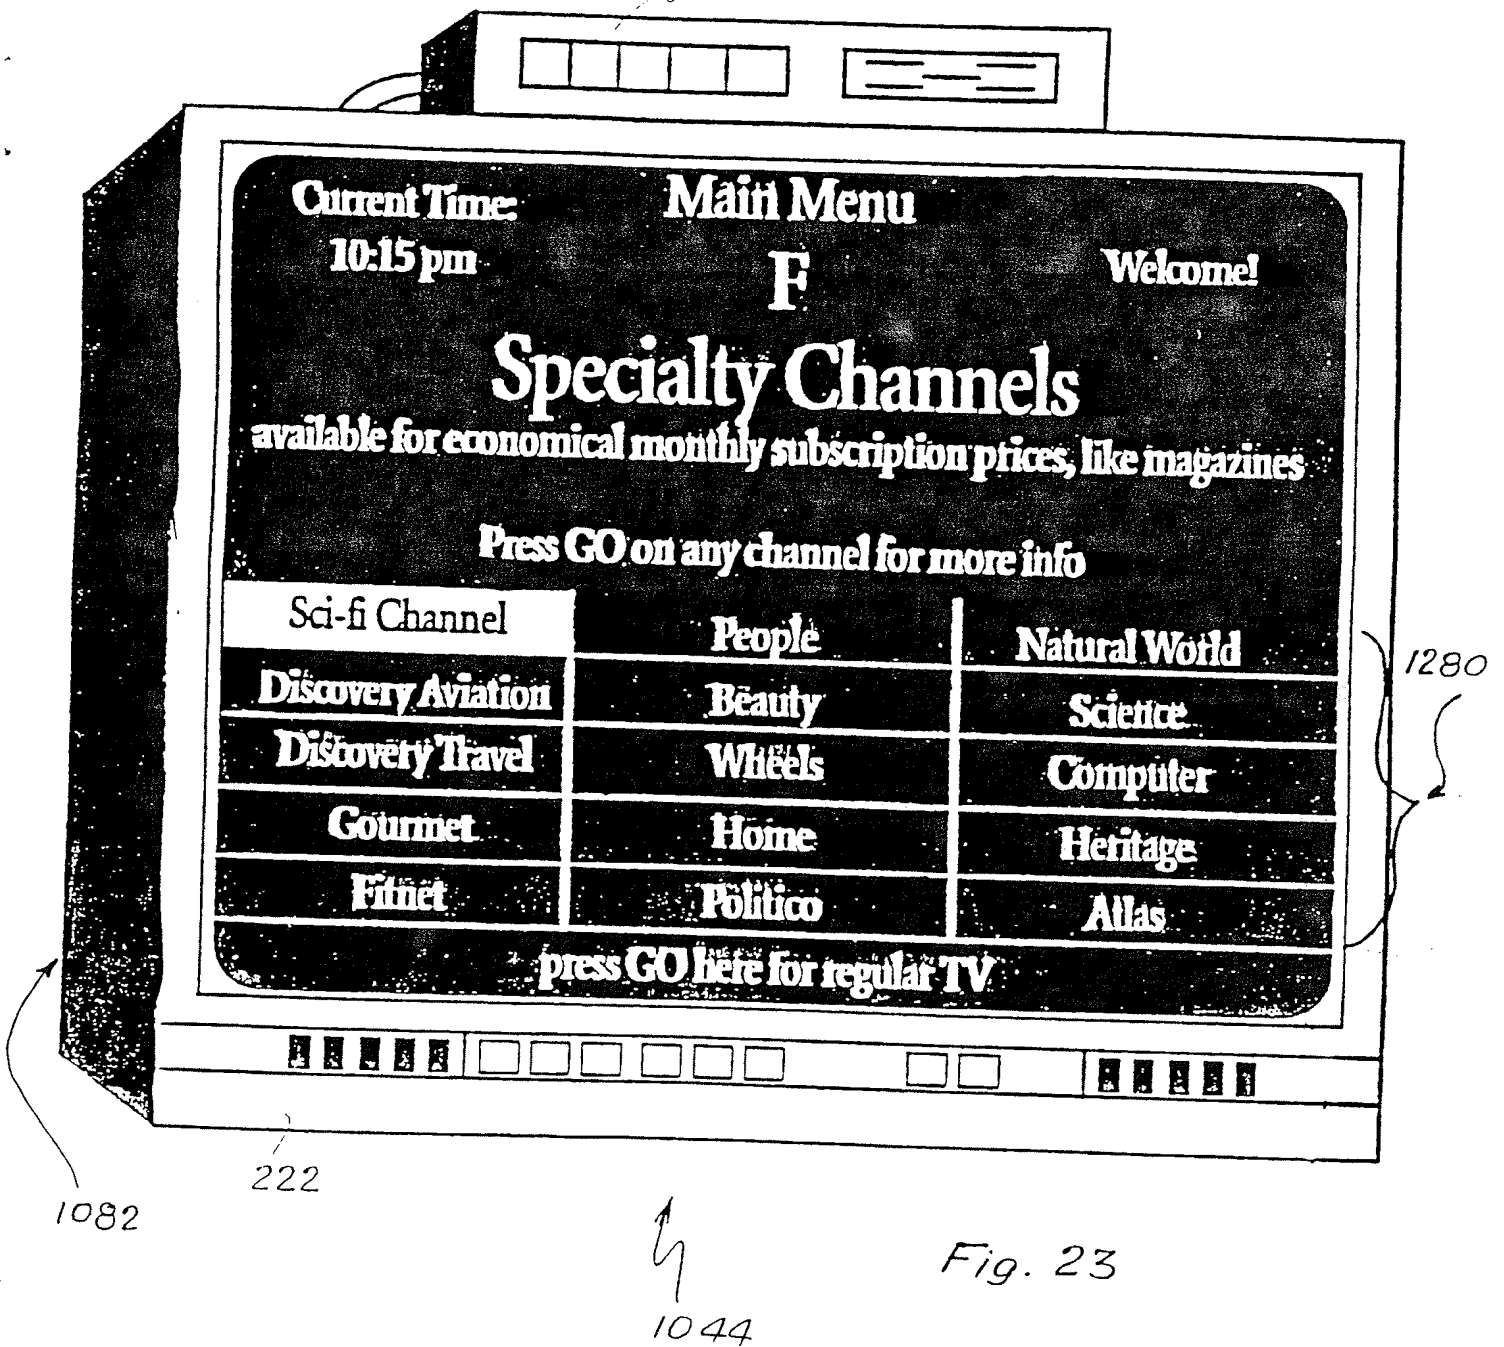 Current Time:
Main Menu
10:15 pm
F
Welcome!
Specialty Channels
available for economical monthly subscription prices, like magazines
Press GO on any channel for more info
Sci-fi Channel
People
Natural World
Discovery Aviation
Beauty
Science
Discovery Travel
Wheels
Computer
Gourmet
Home
Heritage
Fitnet
Politico
Atlas
press GO here for regular TV
1280
222
1082
1044
Fig. 23